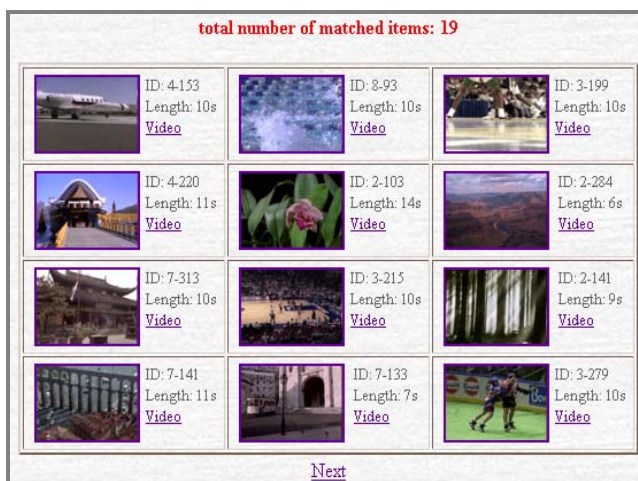 total number of matched items: 19
ID: 4-153
Length: 10s
Video
ID: 8-93
Length: 10s
Video
ID: 3-199
Length: 10s
Video
ID: 4-220
Length: 11s
Video
ID: 2-103
Length: 14s
Video
ID: 2-284
Length: 6s
Video
ID: 7-313
Length: 10s
Video
ID: 3-215
Length: 10s
Video
ID: 2-141
Length: 9s
Video
ID: 7-141
Length: 11s
Video
ID: 7-133
Length: 7s
Video
ID: 3-279
Length: 10s
Video
Next